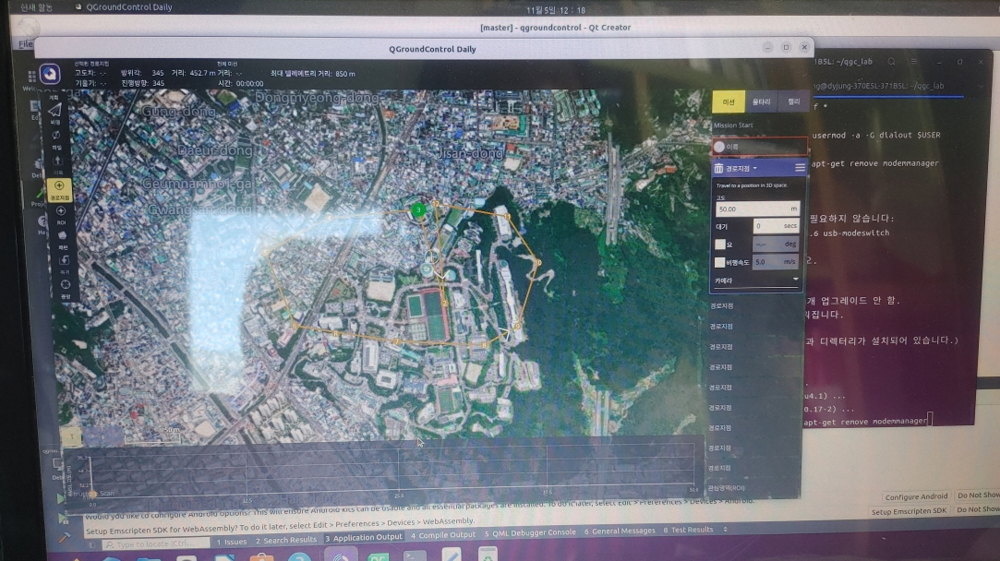 현재 활동 QGroundControl Daily 11월 5일 12 : 18
[master] - qgroundcontrol - Qt Creator
File
QGroundControl Daily
선택된 경로지점
전체 미션
고도차: -.- 방위각: 345 거리: 452.7 m 거리: -.- 최대 텔레메트리 거리: 850 m
기울기: -.- 진행방향: 345 시간: 00:00:00
계획
비행
파일
이륙
경로지점
ROI
패턴
복귀
중앙
Dongmyeong-dong
Gung-dong
Daeui-dong
Jisan-dong
Geumnamno 1-ga
3
미션 울타리 랠리
Mission Start
이륙
경로지점
Travel to a position in 3D space.
고도
50.00 m
대기 0 secs
요 --.-- deg
비행속도 5.0 m/s
카메라
경로지점
경로지점
경로지점
경로지점
경로지점
경로지점
경로지점
경로지점
경로지점
관심영역(ROI)
T
1B5L: ~/qgc_lab
ng@dyjung-370E5L-371B5L: ~/qgc_lab
usermod -a -G dialout $USER
apt-get remove modemmanager
필요하지 않습니다:
.6 usb-modeswitch
개 업그레이드 안 함.
워집니다.
과 디렉터리가 설치되어 있습니다.)
u4.1) ...
0.17-2) ...
apt-get remove modemmanager
Would you like to configure Android options? This will ensure Android kits can be usable and all essential packages are installed. To do it later, select Edit > Preferences > Devices > Android.
Configure Android Do Not Show
Setup Emscripten SDK for WebAssembly? To do it later, select Edit > Preferences > Devices > WebAssembly.
Setup Emscripten SDK Do Not Show
Type to locate (Ctrl... 1 Issues 2 Search Results 3 Application Output 4 Compile Output 5 QML Debugger Console 6 General Messages 8 Test Results